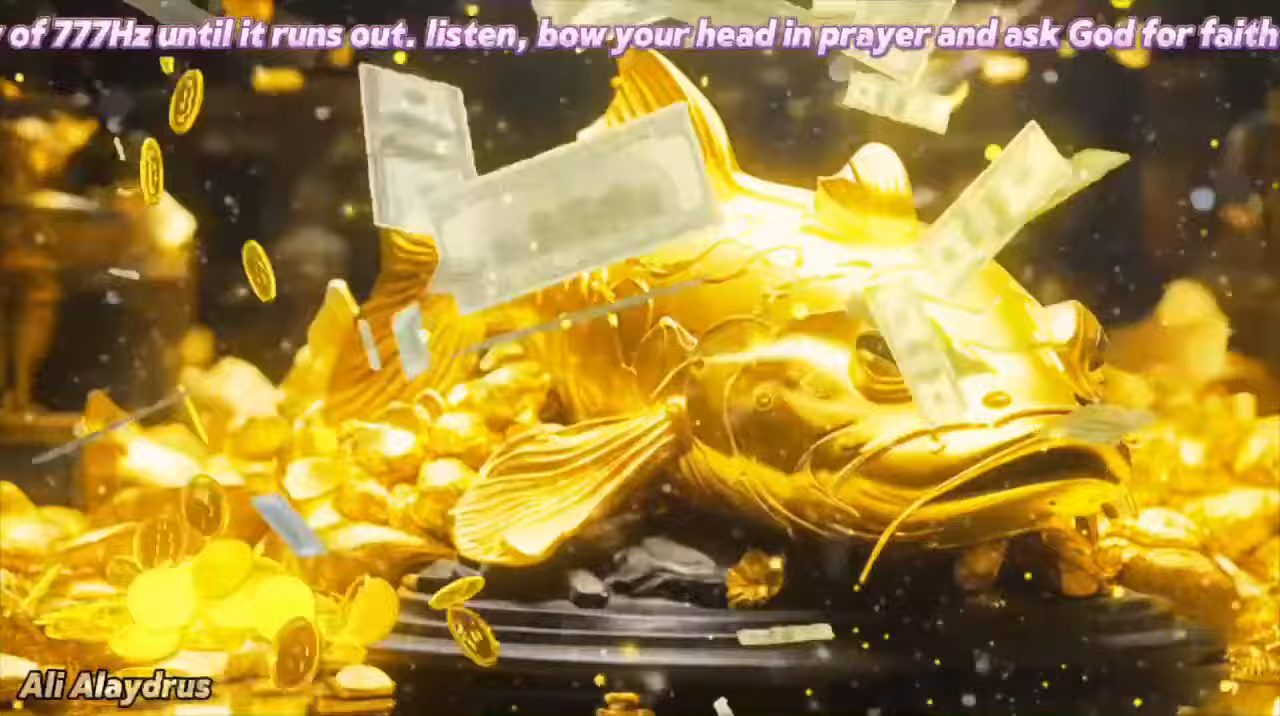 of 777Hz until it runs out. listen, bow your head in prayer and ask God for faith
Ali Alaydrus